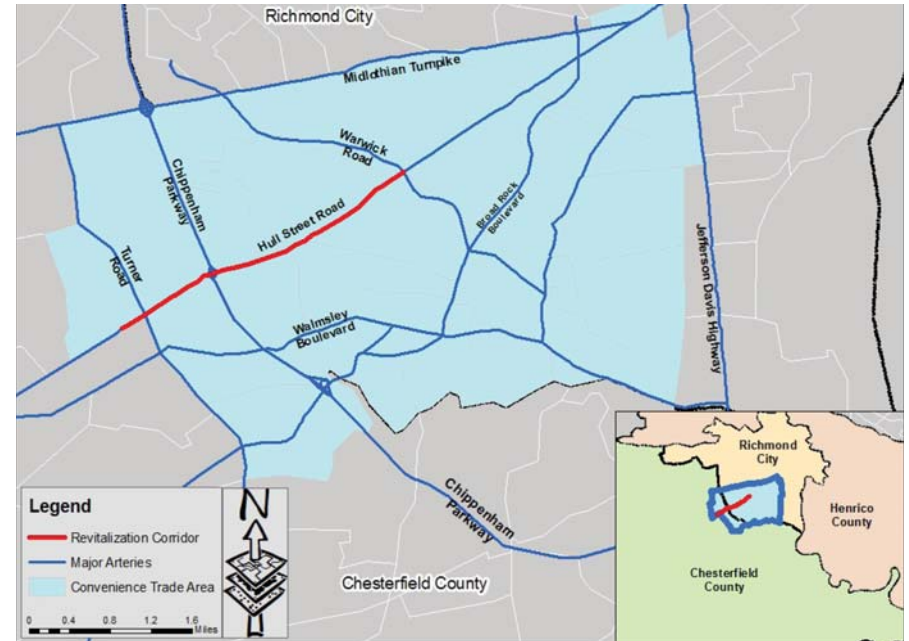 Richmond City
Midlothian Turnpike
Warwick
Road
Chippenham
Parkway
Broad Rock
Boulevard
Hull Street Road
Turner
Road
Jefferson Davis Highway
Walmsley
Boulevard
Chippenham
Parkway
Chesterfield County
Legend
Revitalization Corridor
Major Arteries
Convenience Trade Area
0 0.4 0.8 1.2 1.6
Miles
N
Richmond
City
Henrico
County
Chesterfield
County